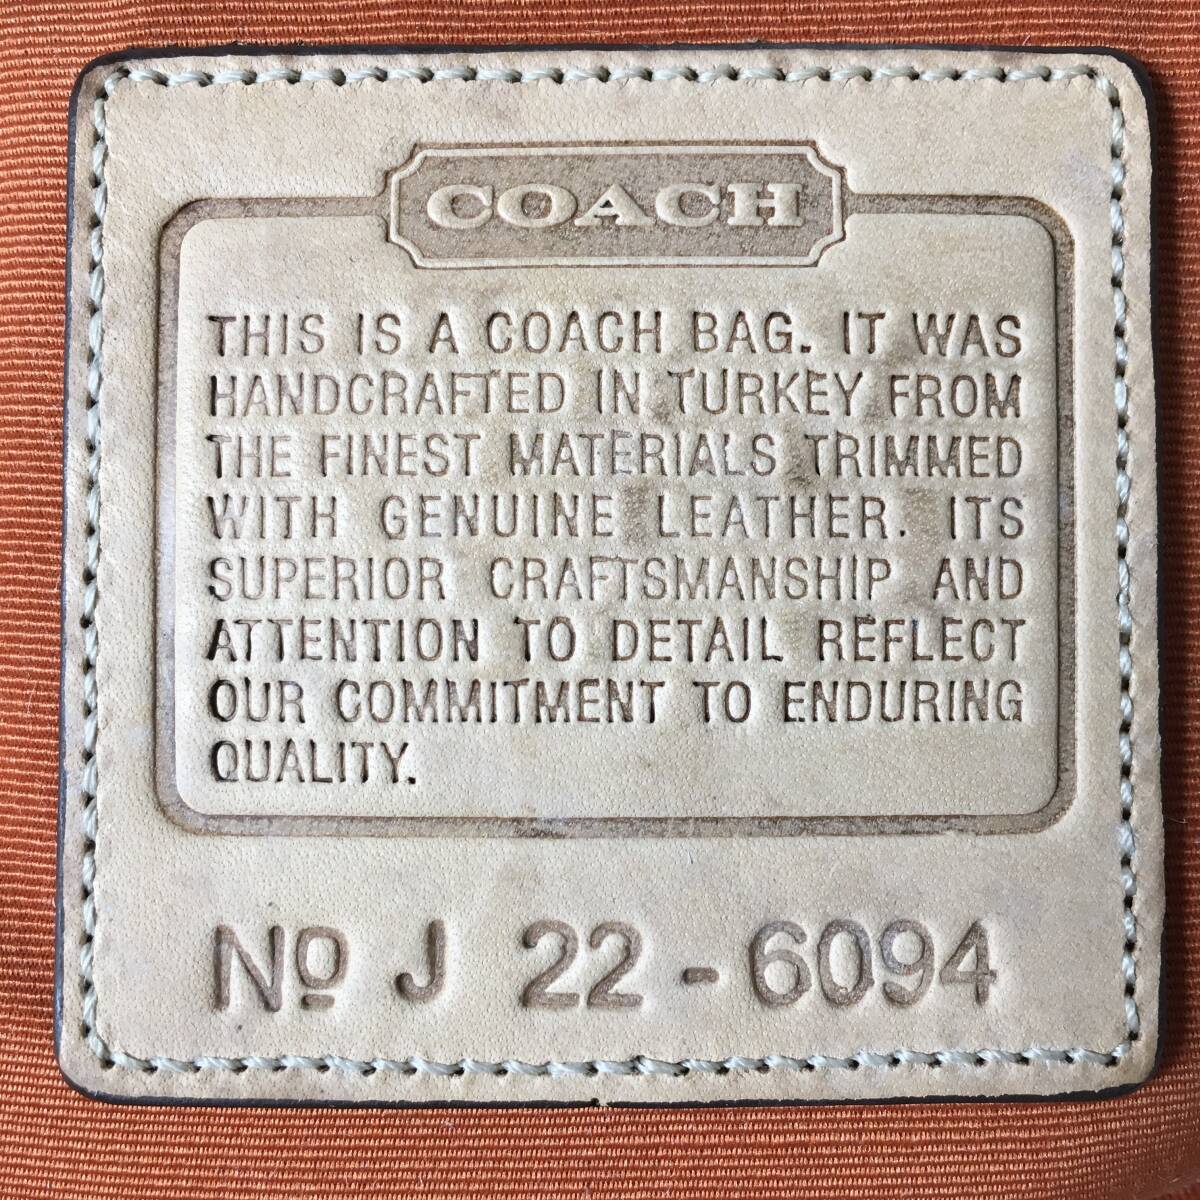 COACH
THIS IS A COACH BAG. IT WAS
HANDCRAFTED IN TURKEY FROM
THE FINEST MATERIALS TRIMMED
WITH GENUINE LEATHER. ITS
SUPERIOR CRAFTSMANSHIP AND
ATTENTION TO DETAIL REFLECT
OUR COMMITMENT TO ENDURING
QUALITY.
Nº J 22-6094